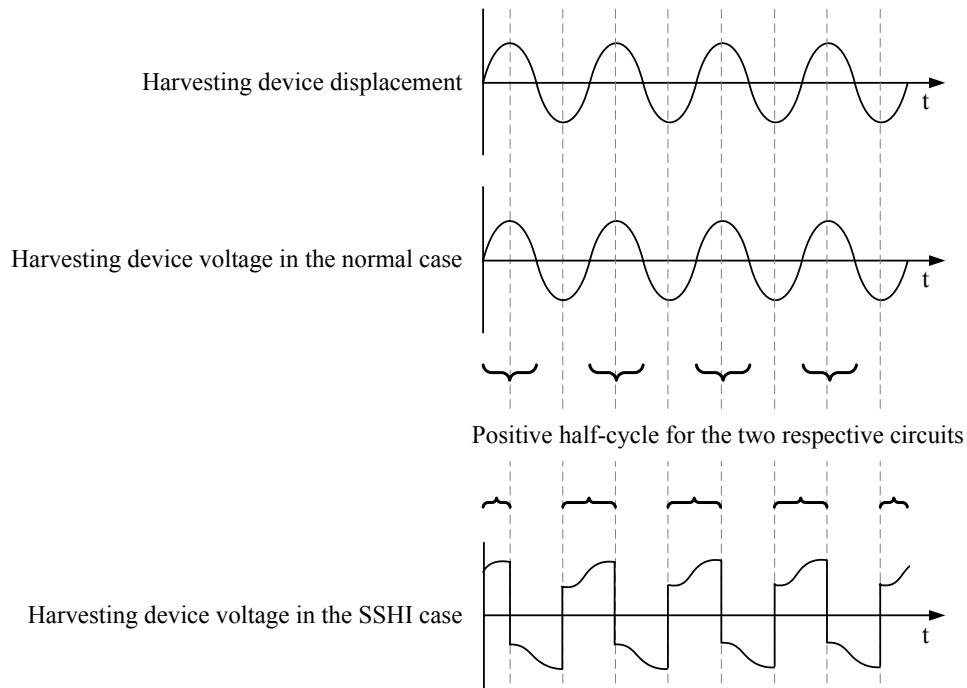 Harvesting device displacement
t
Harvesting device voltage in the normal case
t
Positive half-cycle for the two respective circuits
Harvesting device voltage in the SSHI case
t